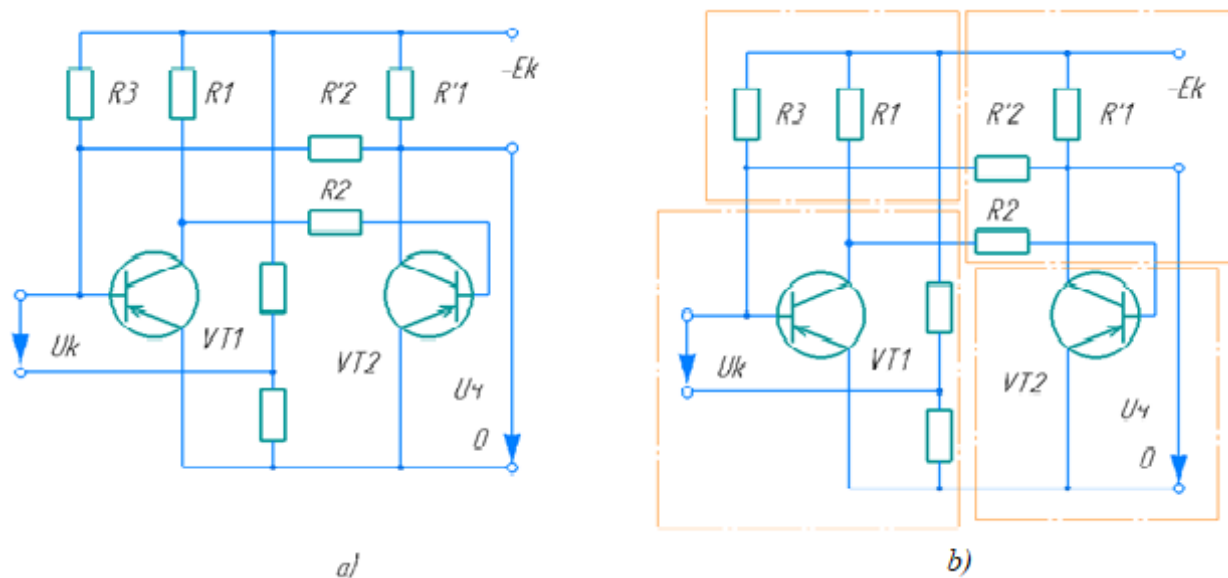 -Ek
R3 R1 R'2 R'1
R2
VT1
Uk
VT2
Uч
0
a)
-Ek
R3 R1 R'2 R'1
R2
VT1
Uk
VT2
Uч
0
b)